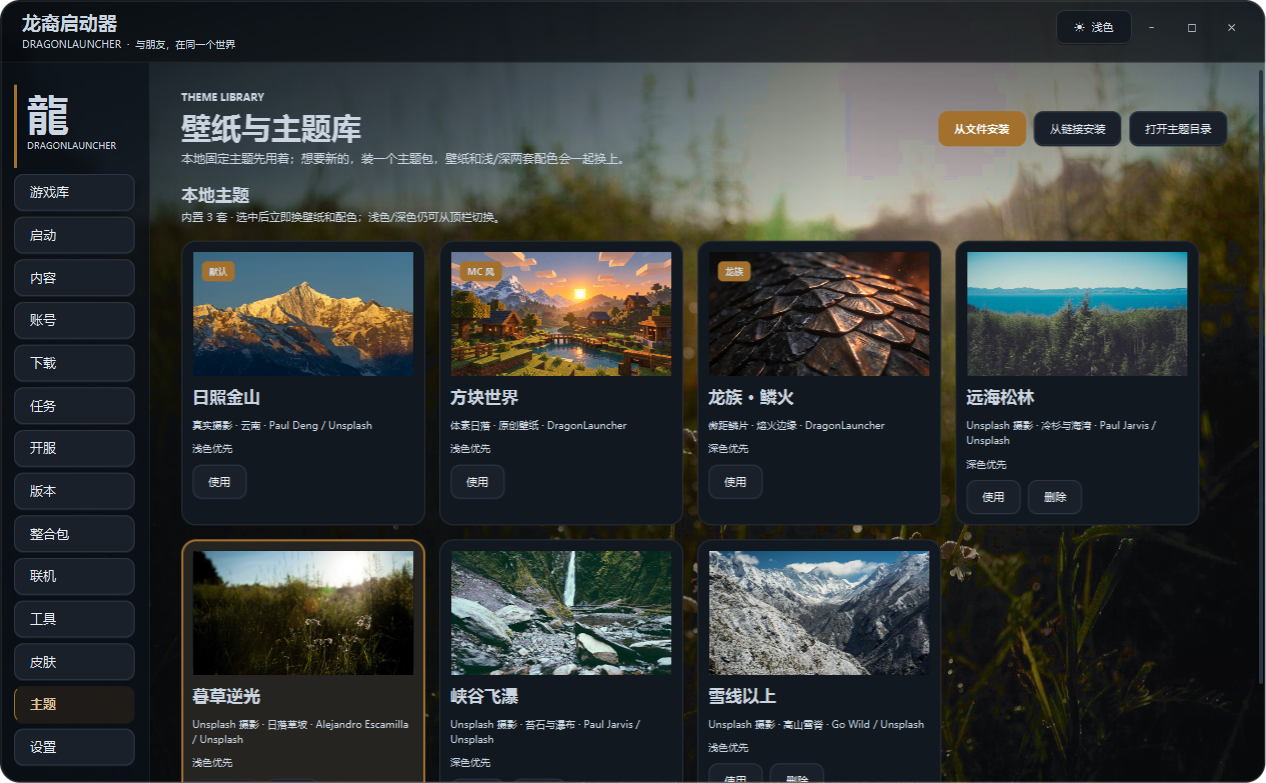 龙裔启动器
DRAGONLAUNCHER · 与朋友，在同一个世界
☀ 浅色
龍
DRAGONLAUNCHER
游戏库
启动
内容
账号
下载
任务
开服
版本
整合包
联机
工具
皮肤
主题
设置
THEME LIBRARY
壁纸与主题库
本地固定主题先用着；想要新的，装一个主题包，壁纸和浅/深两套配色会一起换上。
从文件安装
从链接安装
打开主题目录
本地主题
内置 3 套 · 选中后立即换壁纸和配色；浅色/深色仍可从顶栏切换。
默认
日照金山
真实摄影 · 云南 · Paul Deng / Unsplash
浅色优先
使用
MC 风
方块世界
体素日落 · 原创壁纸 · DragonLauncher
浅色优先
使用
龙族
龙族 · 鳞火
微距鳞片 · 熔火边缘 · DragonLauncher
深色优先
使用
远海松林
Unsplash 摄影 · 冷杉与海湾 · Paul Jarvis /
Unsplash
深色优先
使用
删除
暮草逆光
Unsplash 摄影 · 日落草坡 · Alejandro Escamilla
/ Unsplash
浅色优先
峡谷飞瀑
Unsplash 摄影 · 苔石与瀑布 · Paul Jarvis /
Unsplash
深色优先
雪线以上
Unsplash 摄影 · 高山雪脊 · Go Wild / Unsplash
浅色优先
使用
删除